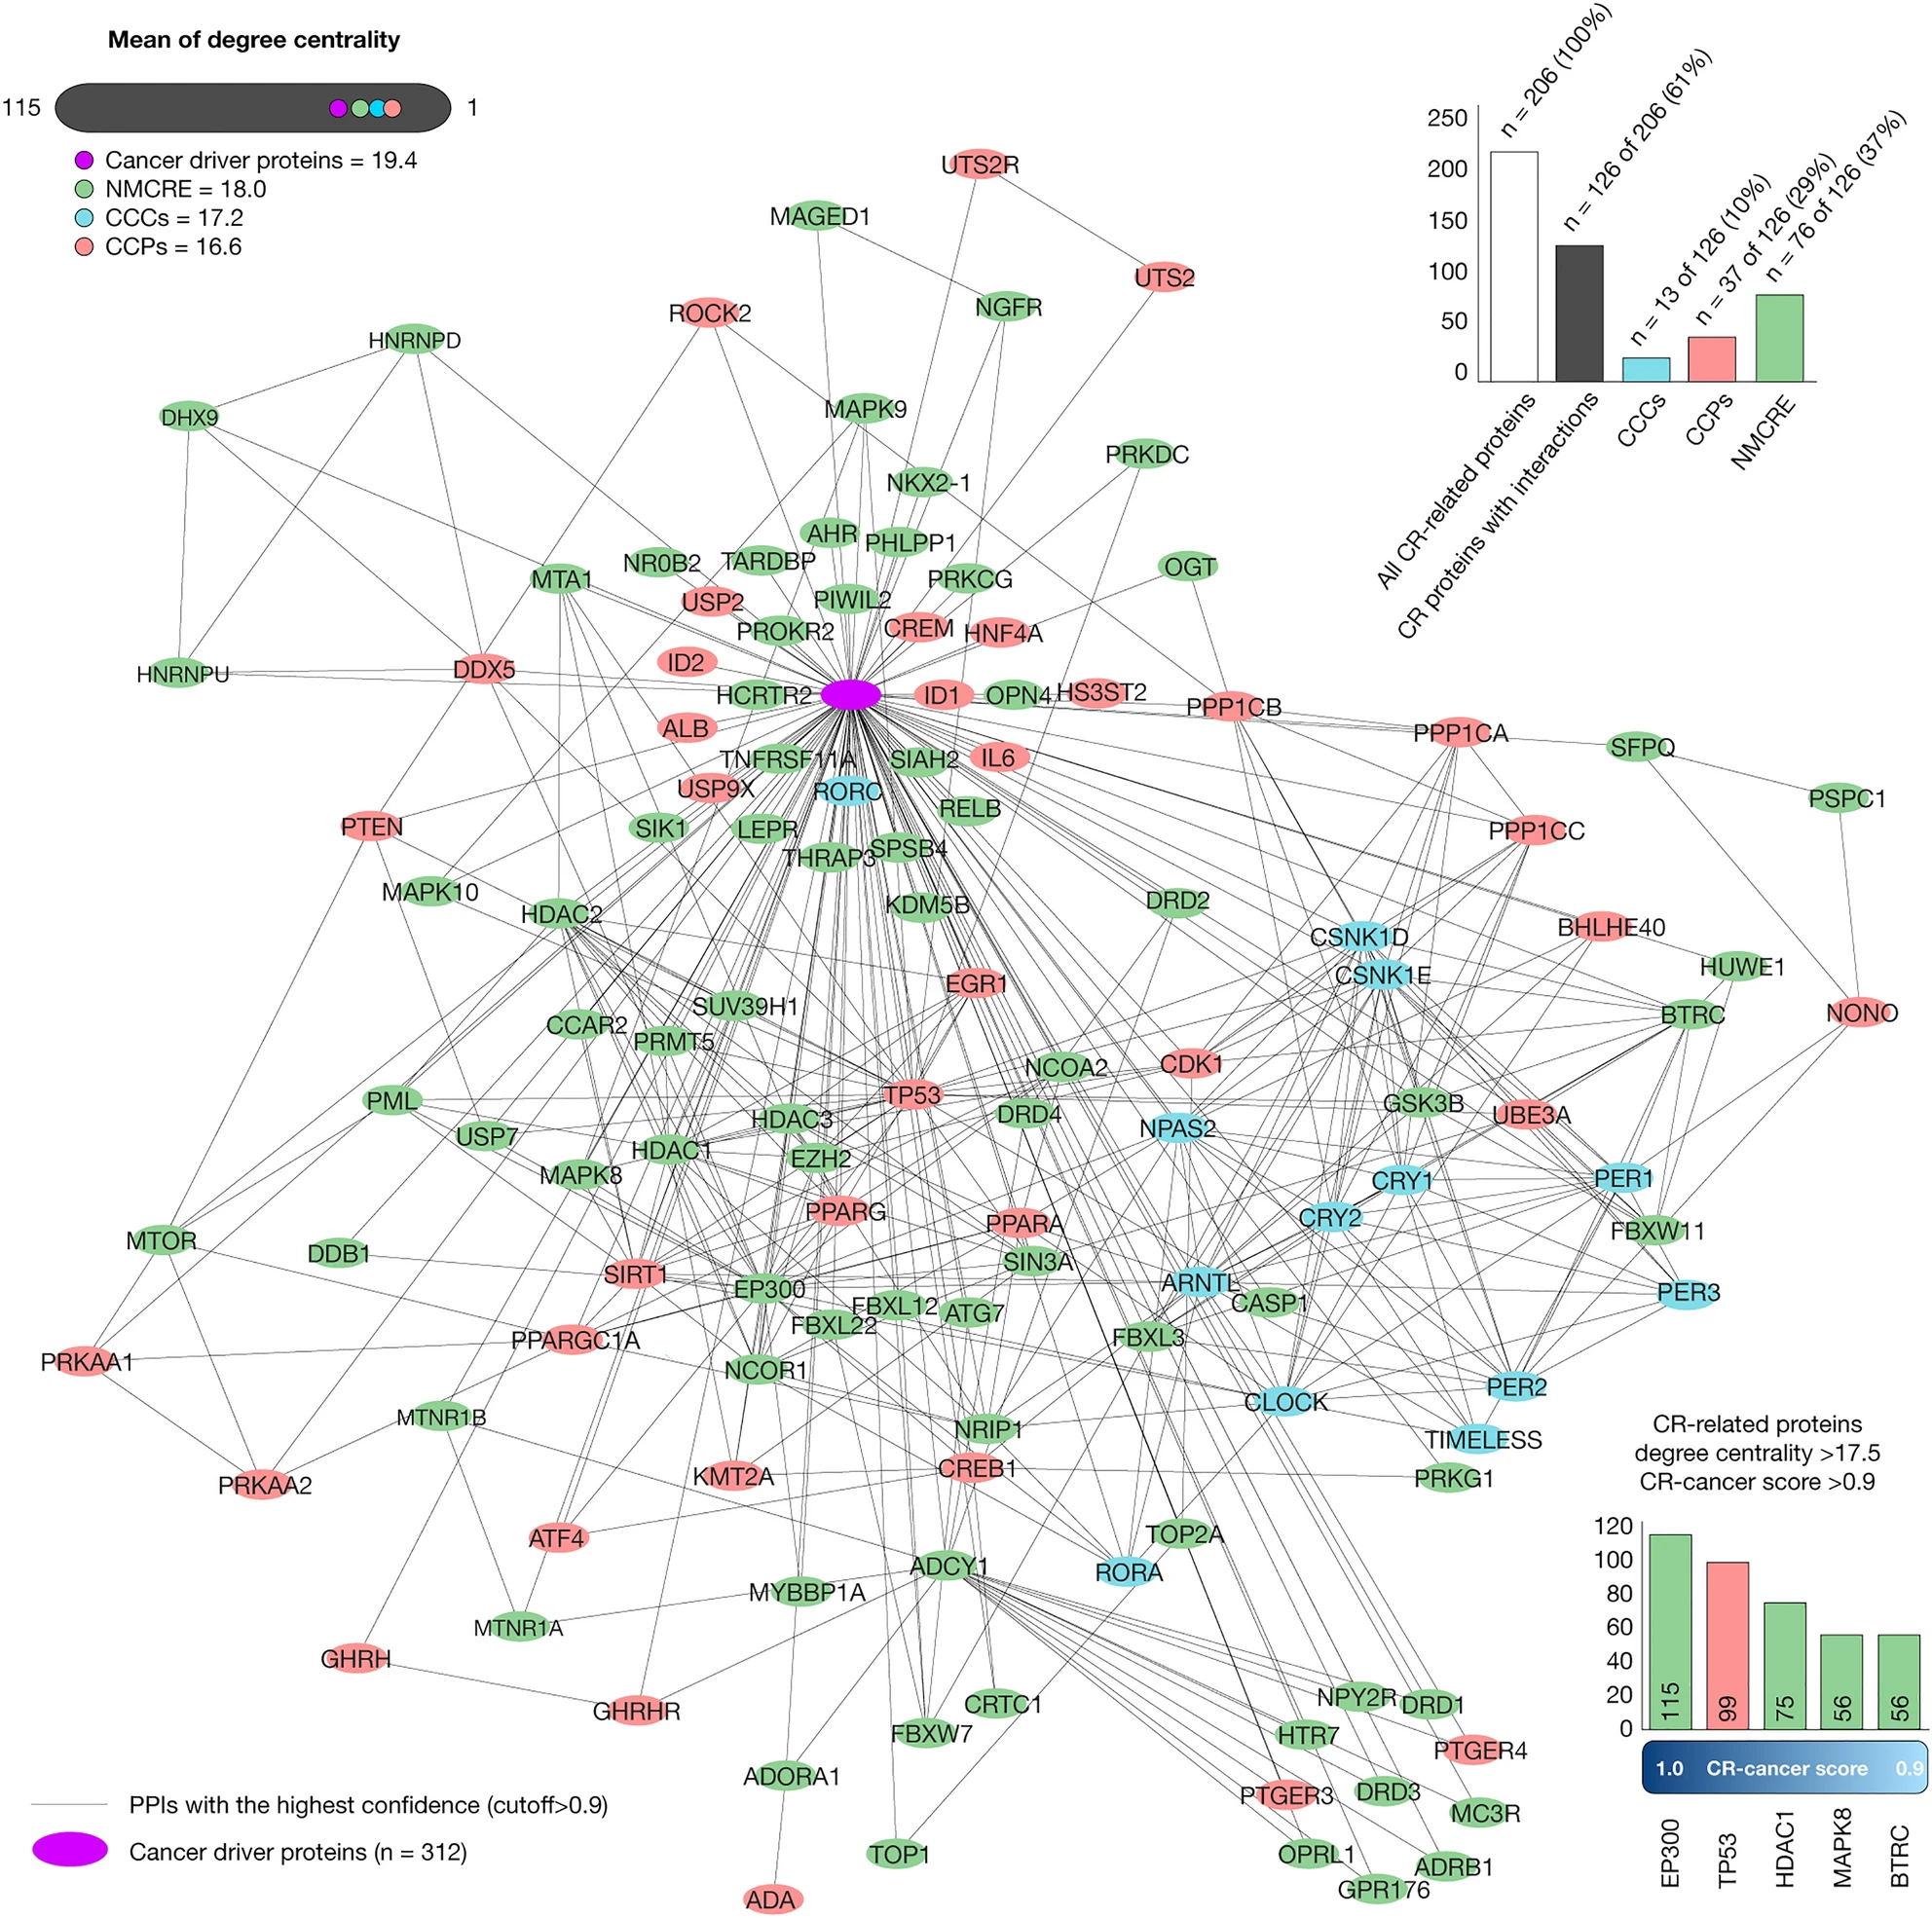 Mean of degree centrality
115
1
Cancer driver proteins = 19.4
NMCRE = 18.0
CCCs = 17.2
CCPs = 16.6
n = 206 (100%)
n = 126 of 206 (61%)
n = 13 of 126 (10%)
n = 37 of 126 (29%)
n = 76 of 126 (37%)
250
200
150
100
50
0
All CR-related proteins
CR proteins with interactions
CCCs
CCPs
NMCRE
UTS2R
MAGED1
UTS2
NGFR
ROCK2
HNRNPD
MAPK9
DHX9
PRKDC
NKX2-1
AHR
PHLPP1
NR0B2
TARDBP
OGT
MTA1
PRKCG
USP2
PIWIL2
PROKR2
CREM
HNF4A
ID2
DDX5
HNRNPU
HCRTR2
ID1
OPN4
HS3ST2
PPP1CB
ALB
PPP1CA
SFPQ
TNFRSF11A
SIAH2
IL6
USP9X
RORC
PSPC1
RELB
PTEN
SIK1
LEPR
PPP1CC
THRAP3
SPSB4
MAPK10
DRD2
KDM5B
HDAC2
BHLHE40
CSNK1D
HUWE1
CSNK1E
EGR1
SUV39H1
NONO
BTRC
CCAR2
PRMT5
CDK1
NCOA2
TP53
PML
GSK3B
DRD4
UBE3A
HDAC3
NPAS2
USP7
HDAC1
EZH2
MAPK8
CRY1
PER1
PPARG
CRY2
PPARA
FBXW11
MTOR
DDB1
SIN3A
SIRT1
ARNTL
EP300
PER3
CASP1
FBXL12
ATG7
FBXL22
PPARGC1A
FBXL3
PRKAA1
NCOR1
PER2
CLOCK
MTNR1B
NRIP1
TIMELESS
CREB1
KMT2A
PRKG1
PRKAA2
ATF4
TOP2A
ADCY1
RORA
MYBBP1A
MTNR1A
GHRH
NPY2R
DRD1
CRTC1
GHRHR
FBXW7
HTR7
PTGER4
ADORA1
PTGER3
DRD3
MC3R
TOP1
OPRL1
ADRB1
GPR176
ADA
CR-related proteins
degree centrality >17.5
CR-cancer score >0.9
120
100
80
60
40
20
0
115
99
75
56
56
1.0 CR-cancer score 0.9
EP300
TP53
HDAC1
MAPK8
BTRC
PPIs with the highest confidence (cutoff>0.9)
Cancer driver proteins (n = 312)